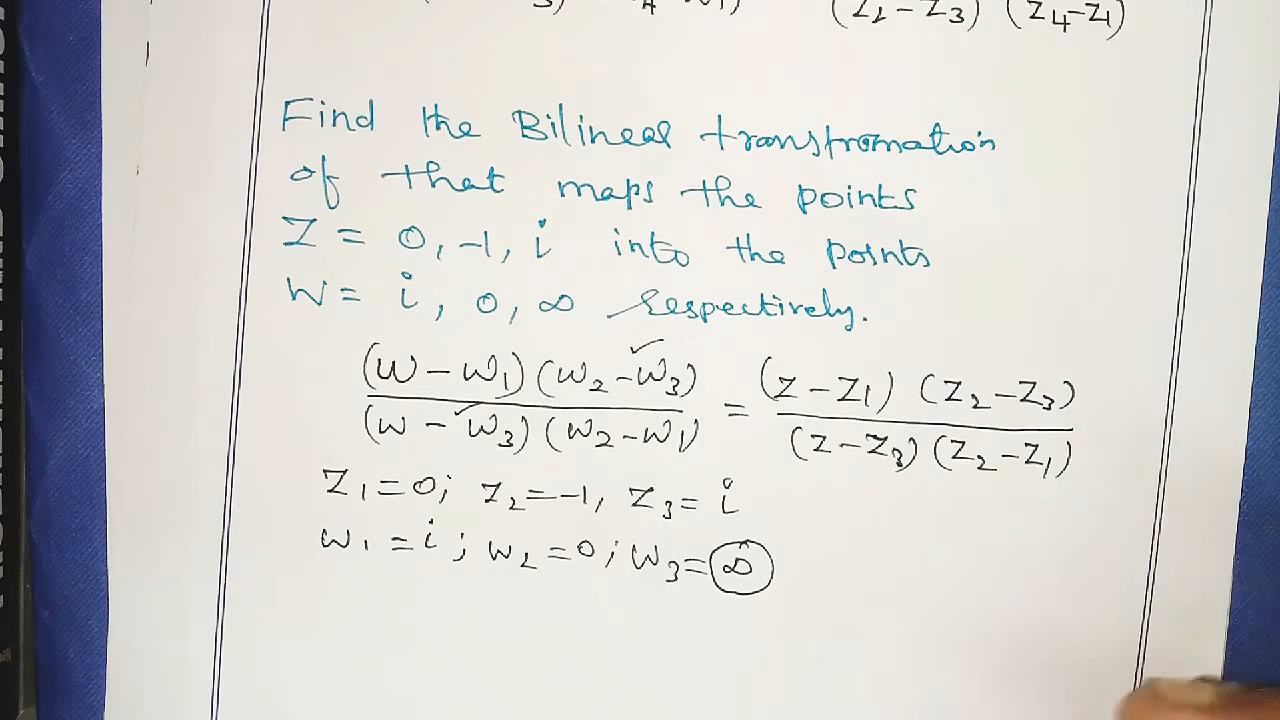 (Z₂-Z₃) (Z₄-Z₁)
Find the Bilinear transfromation
of that maps the points
Z = 0, -1, i into the points
W = i, 0, ∞ respectively.
(W-W₁)(W₂-W₃) / (W-W₃)(W₂-W₁) = (Z-Z₁)(Z₂-Z₃) / (Z-Z₃)(Z₂-Z₁)
Z₁=0; Z₂=-1, Z₃=i
W₁=i; W₂=0; W₃=∞